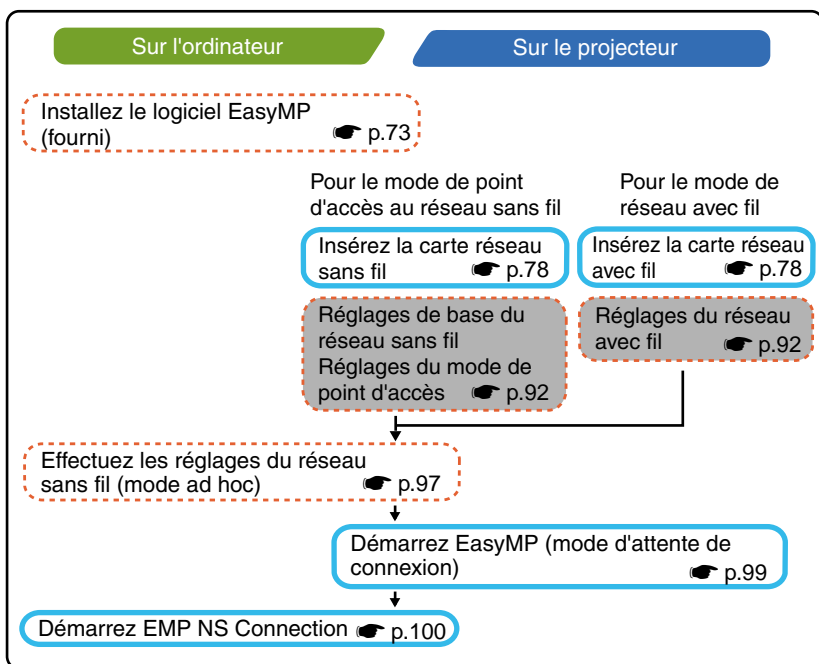 Sur l'ordinateur
Sur le projecteur
Installez le logiciel EasyMP
(fourni) ☛ p.73
Pour le mode de point
d'accès au réseau sans fil
Insérez la carte réseau
sans fil ☛ p.78
Réglages de base du
réseau sans fil
Réglages du mode de
point d'accès ☛ p.92
Pour le mode de
réseau avec fil
Insérez la carte réseau
avec fil ☛ p.78
Réglages du réseau
avec fil ☛ p.92
Effectuez les réglages du réseau
sans fil (mode ad hoc) ☛ p.97
Démarrez EasyMP (mode d'attente de
connexion) ☛ p.99
Démarrez EMP NS Connection ☛ p.100